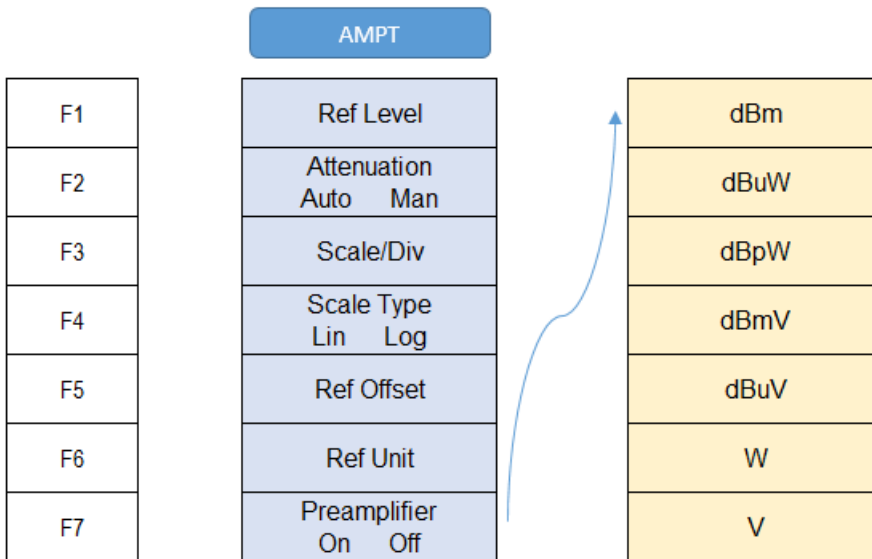 AMPT
F1
Ref Level
dBm
F2
Attenuation
Auto Man
dBuW
F3
Scale/Div
dBpW
F4
Scale Type
Lin Log
dBmV
F5
Ref Offset
dBuV
F6
Ref Unit
W
F7
Preamplifier
On Off
V